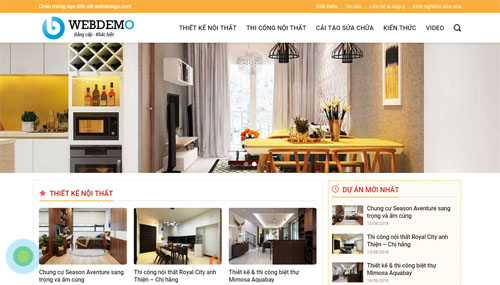 Chào mừng bạn đến với webdesign.com
Giới thiệu Tin tức Liên hệ & Góp ý Kinh nghiệm sửa nhà
WEBDEMO
Đẳng cấp - Khác biệt
THIẾT KẾ NỘI THẤT THI CÔNG NỘI THẤT CẢI TẠO SỬA CHỮA KIẾN THỨC VIDEO
THIẾT KẾ NỘI THẤT
Chung cư Season Aventure sang
trọng và ấm cúng
Thi công nội thất Royal City anh
Thiện – Chị hằng
Thiết kế & thi công biệt thự
Mimosa Aquabay
DỰ ÁN MỚI NHẤT
Chung cư Season Aventure sang
trọng và ấm cúng
15/08/2018
Thi công nội thất Royal City anh
Thiện – Chị hằng
15/08/2018
Thiết kế & thi công biệt thự
Mimosa Aquabay
14/08/2018